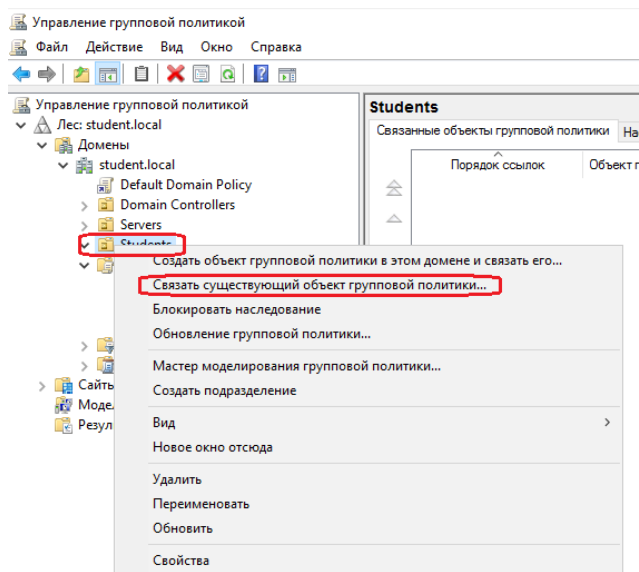 Управление групповой политикой
Файл Действие Вид Окно Справка
Управление групповой политикой
Лес: student.local
Домены
student.local
Default Domain Policy
Domain Controllers
Servers
Students
Сайты
Students
Связанные объекты групповой политики На
Порядок ссылок Объект г
Создать объект групповой политики в этом домене и связать его...
Связать существующий объект групповой политики...
Блокировать наследование
Обновление групповой политики...
Мастер моделирования групповой политики...
Создать подразделение
Вид
Новое окно отсюда
Удалить
Переименовать
Обновить
Свойства